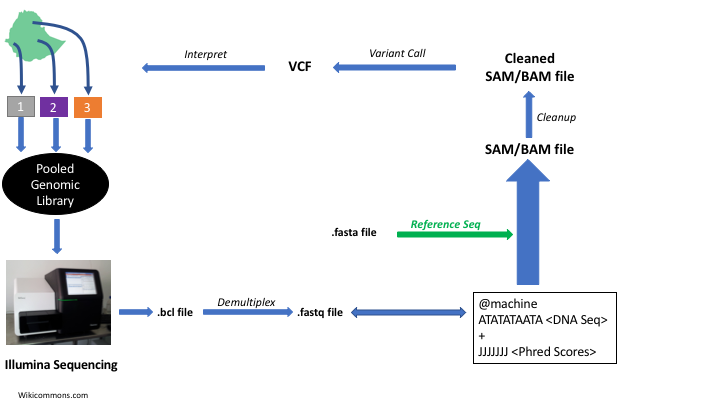 Interpret
VCF
Variant Call
Cleaned
SAM/BAM file
1
2
3
Cleanup
SAM/BAM file
Pooled
Genomic
Library
.fasta file
Reference Seq
.bcl file
Demultiplex
.fastq file
@machine
ATATATAATA <DNA Seq>
+
JJJJJJJ <Phred Scores>
Illumina Sequencing
Wikicommons.com